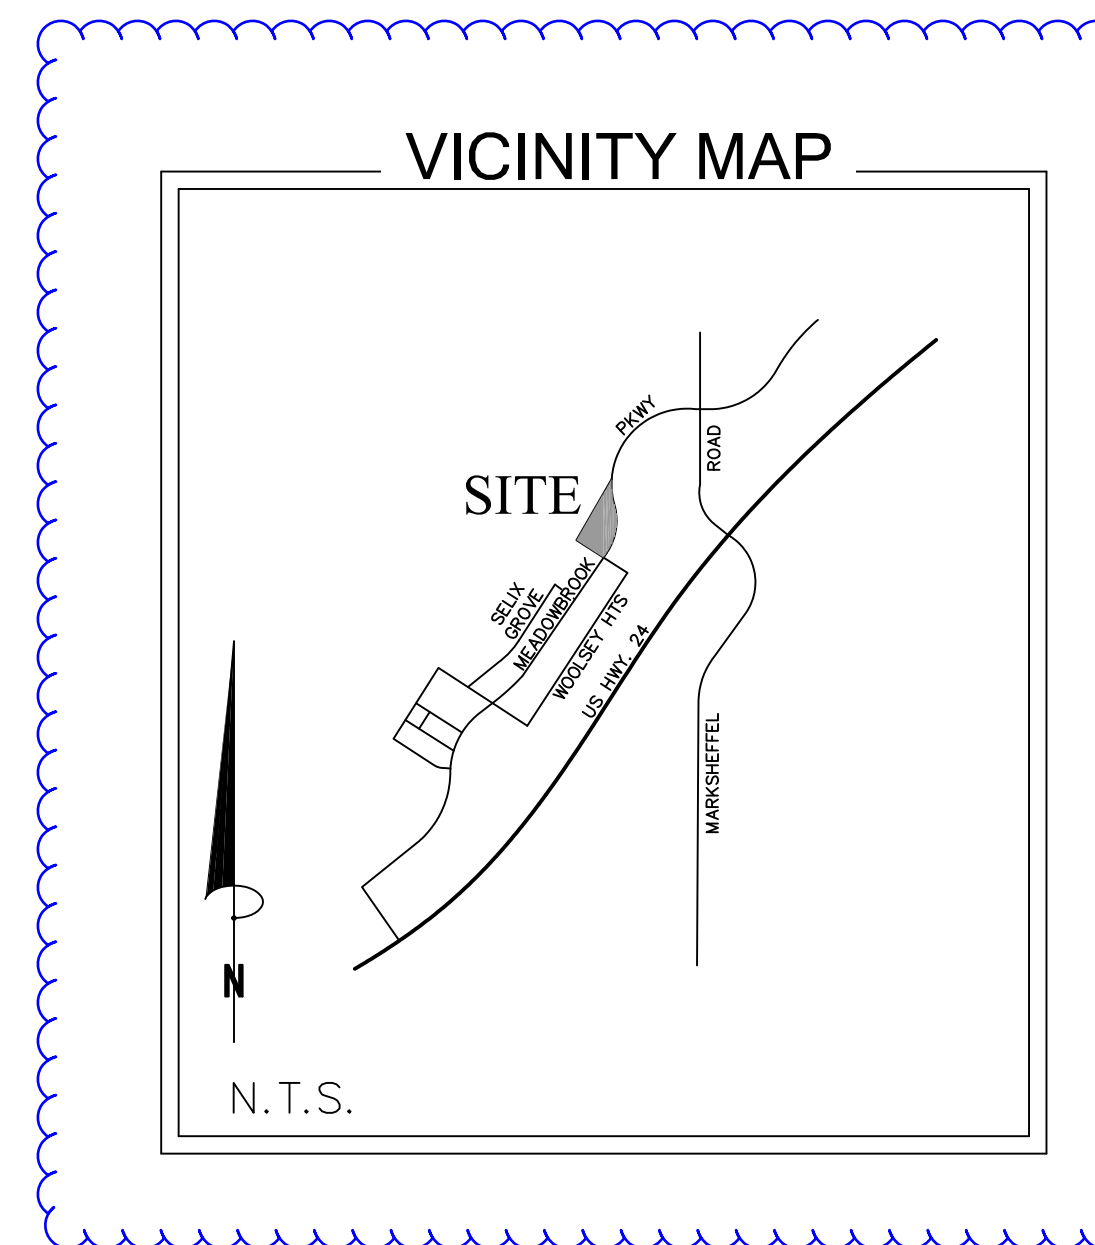 VICINITY MAP
PKWY
ROAD
SITE
SELIX
GROVE
MEADOWBROOK
WOOLSEY HTS
US HWY. 24
MARKSHEFFEL
N
N.T.S.